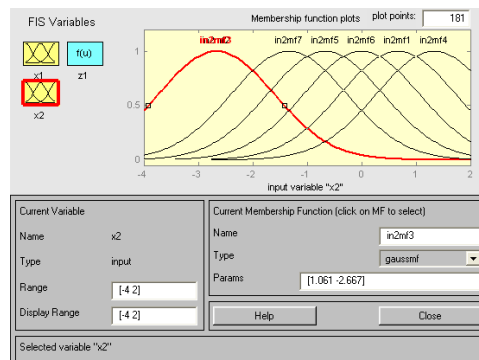 FIS Variables
Membership function plots plot points: 181
f(u)
x1 z1
x2
in2mf3 in2mf7 in2mf5 in2mf6 in2mf1 in2mf4
1
0.5
0
-4 -3 -2 -1 0 1 2
input variable "x2"
Current Variable
Name x2
Type input
Range [-4 2]
Display Range [-4 2]
Current Membership Function (click on MF to select)
Name in2mf3
Type gaussmf
Params [1.061 -2.667]
Help Close
Selected variable "x2"